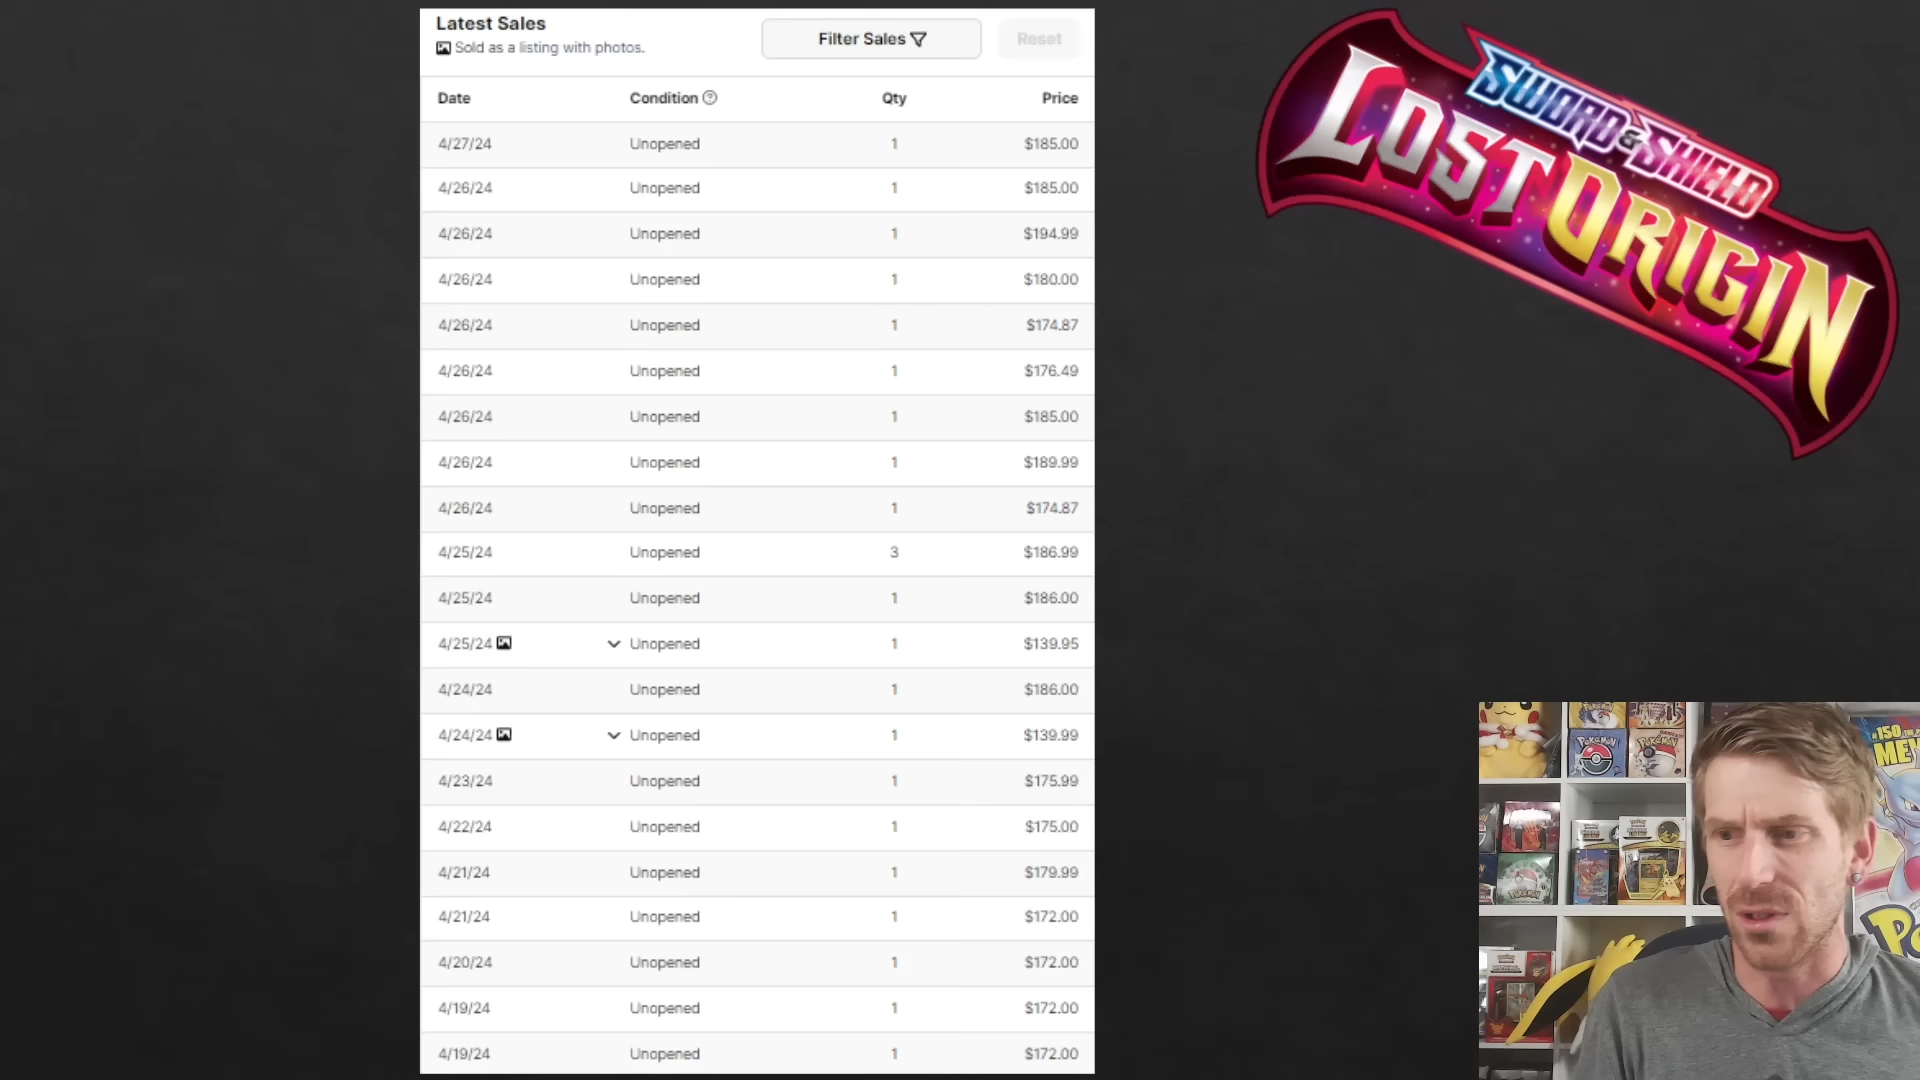 Latest Sales
Sold as a listing with photos.
Filter Sales
Reset
Date Condition Qty Price
4/27/24 Unopened 1 $185.00
4/26/24 Unopened 1 $185.00
4/26/24 Unopened 1 $194.99
4/26/24 Unopened 1 $180.00
4/26/24 Unopened 1 $174.87
4/26/24 Unopened 1 $176.49
4/26/24 Unopened 1 $185.00
4/26/24 Unopened 1 $189.99
4/26/24 Unopened 1 $174.87
4/25/24 Unopened 3 $186.99
4/25/24 Unopened 1 $186.00
4/25/24 Unopened 1 $139.95
4/24/24 Unopened 1 $186.00
4/24/24 Unopened 1 $139.99
4/23/24 Unopened 1 $175.99
4/22/24 Unopened 1 $175.00
4/21/24 Unopened 1 $179.99
4/21/24 Unopened 1 $172.00
4/20/24 Unopened 1 $172.00
4/19/24 Unopened 1 $172.00
4/19/24 Unopened 1 $172.00
SWORD & SHIELD
LOST ORIGIN
POKéMON
POKéMON
#150
ME
Po